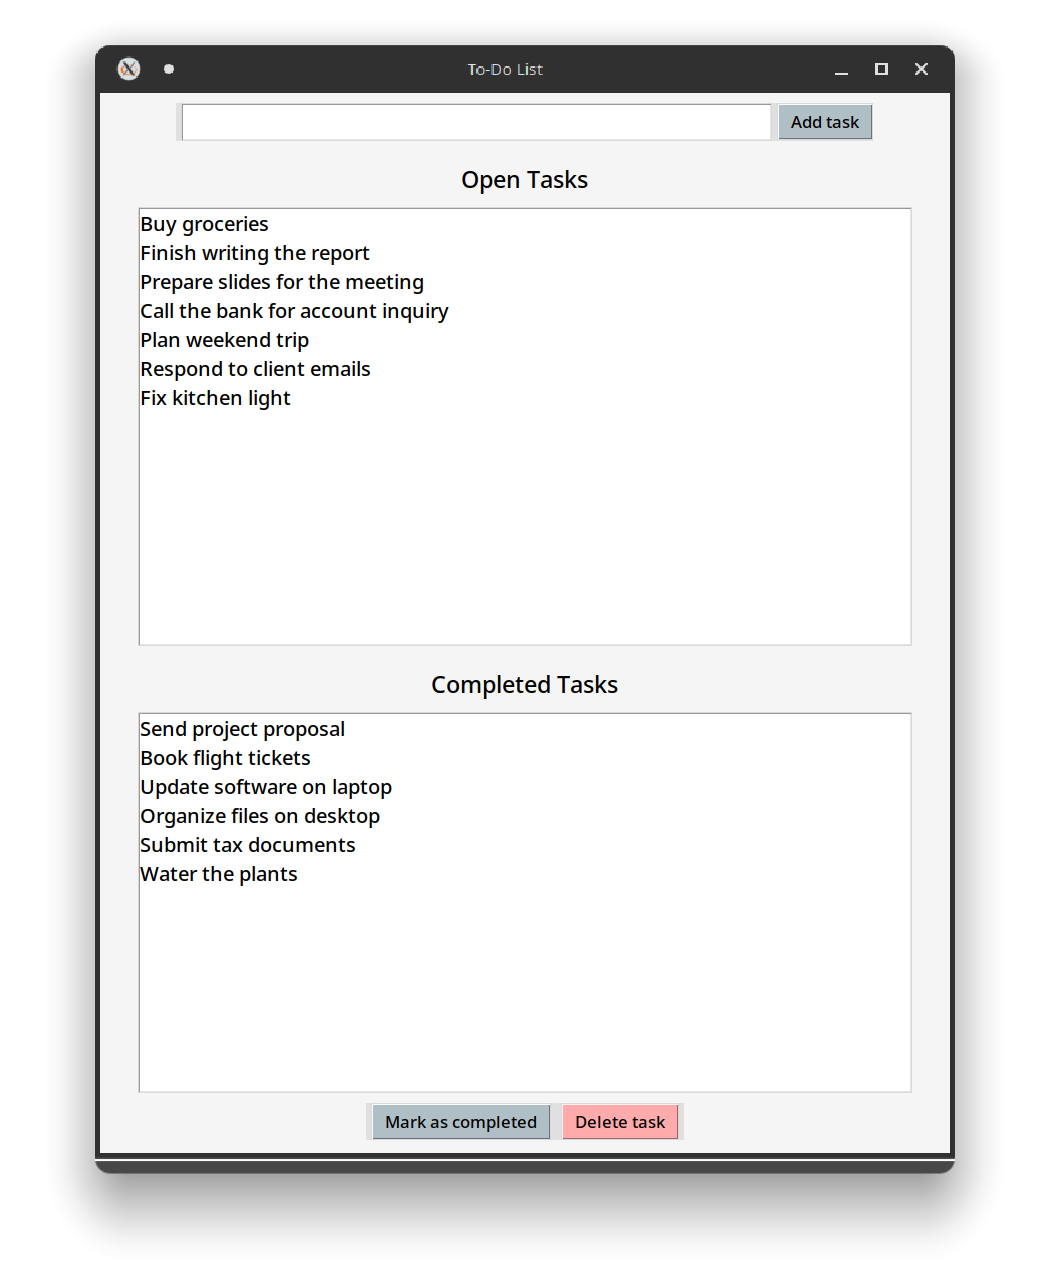 To-Do List
Add task
Open Tasks
Buy groceries
Finish writing the report
Prepare slides for the meeting
Call the bank for account inquiry
Plan weekend trip
Respond to client emails
Fix kitchen light
Completed Tasks
Send project proposal
Book flight tickets
Update software on laptop
Organize files on desktop
Submit tax documents
Water the plants
Mark as completed Delete task